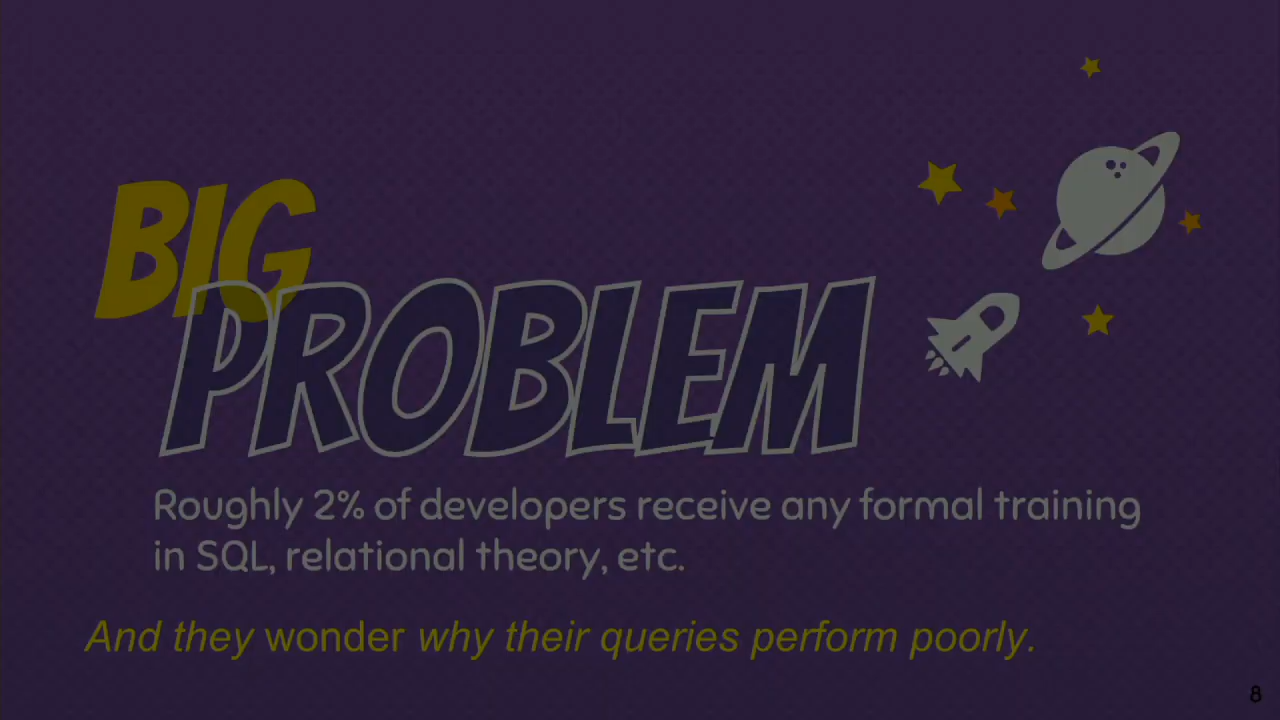 BIG
PROBLEM
Roughly 2% of developers receive any formal training
in SQL, relational theory, etc.
And they wonder why their queries perform poorly.
8